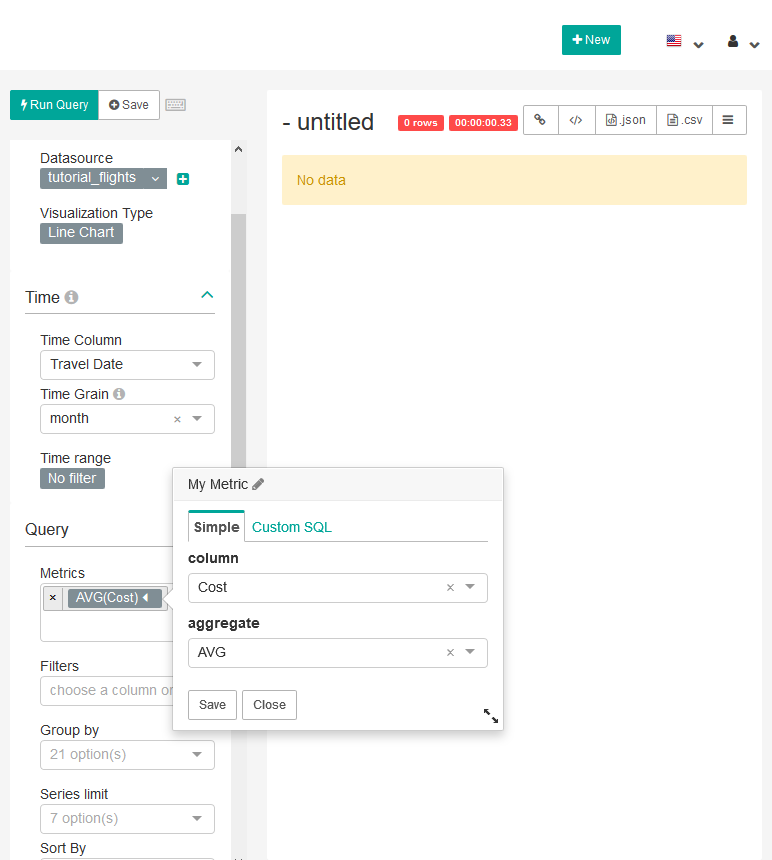 New
Run Query
Save
- untitled
0 rows
00:00:00.33
.json
.csv
No data
Datasource
tutorial_flights
Visualization Type
Line Chart
Time
Time Column
Travel Date
Time Grain
month
Time range
No filter
Query
Metrics
AVG(Cost)
My Metric
Simple
Custom SQL
column
Cost
aggregate
AVG
Save
Close
Filters
choose a column or
Group by
21 option(s)
Series limit
7 option(s)
Sort By